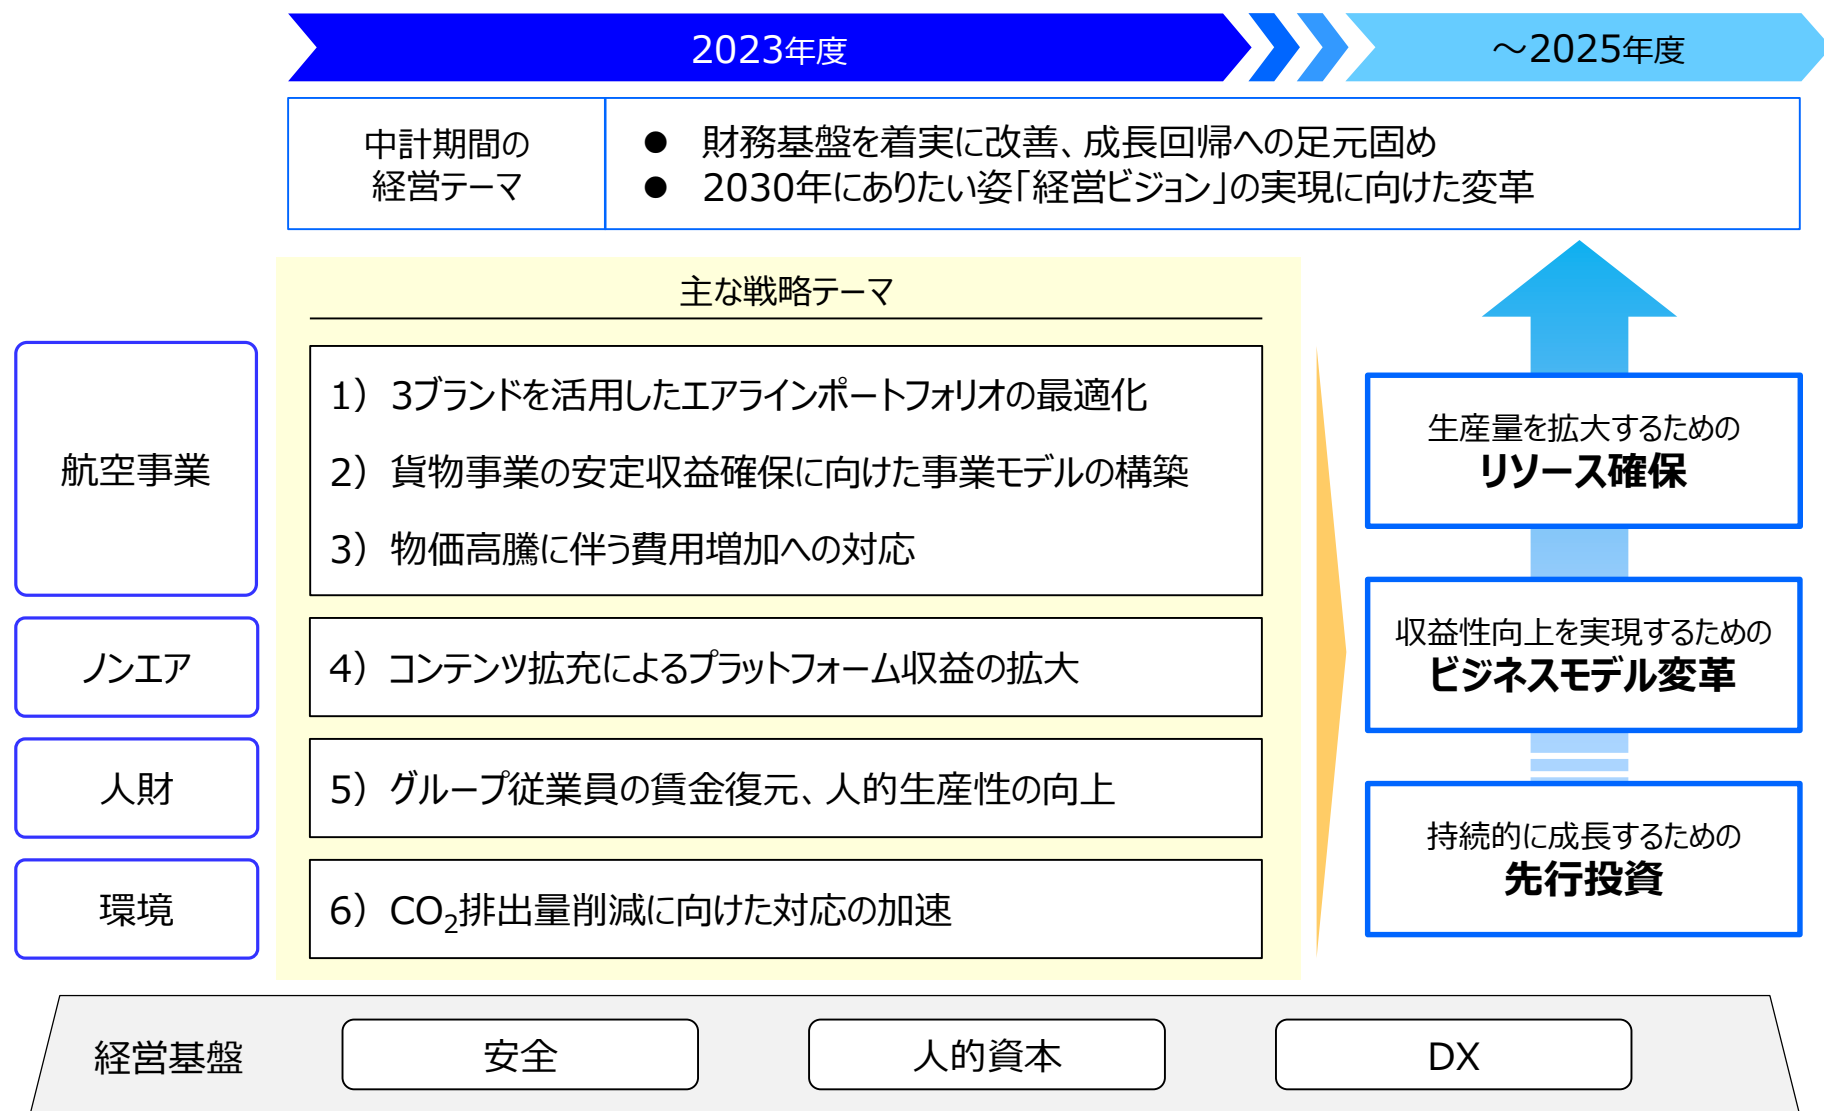 2023年度
～2025年度
中計期間の
経営テーマ
● 財務基盤を着実に改善、成長回帰への足元固め
● 2030年にありたい姿「経営ビジョン」の実現に向けた変革
主な戦略テーマ
航空事業
1）3ブランドを活用したエアラインポートフォリオの最適化
2）貨物事業の安定収益確保に向けた事業モデルの構築
3）物価高騰に伴う費用増加への対応
ノンエア
4）コンテンツ拡充によるプラットフォーム収益の拡大
人財
5）グループ従業員の賃金復元、人的生産性の向上
環境
6）CO₂排出量削減に向けた対応の加速
生産量を拡大するための
リソース確保
収益性向上を実現するための
ビジネスモデル変革
持続的に成長するための
先行投資
経営基盤
安全
人的資本
DX